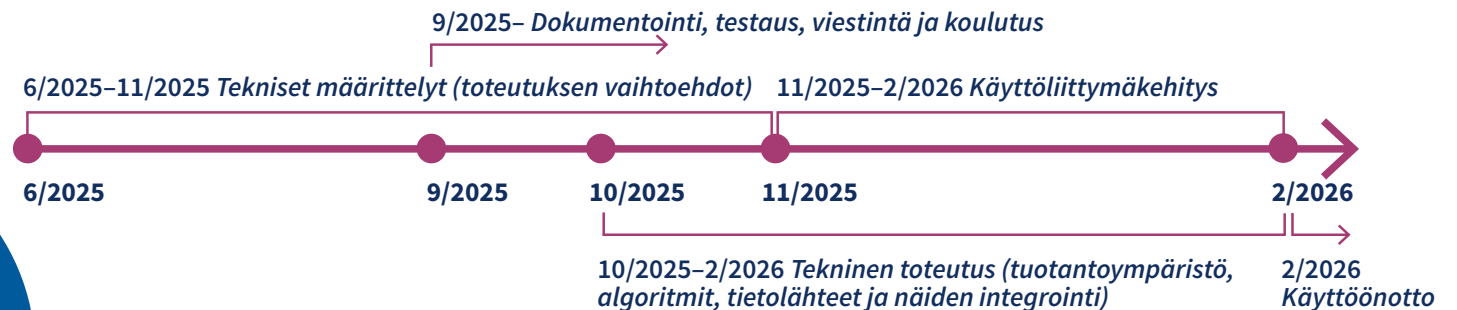 9/2025– Dokumentointi, testaus, viestintä ja koulutus
6/2025–11/2025 Tekniset määrittelyt (toteutuksen vaihtoehdot)
11/2025–2/2026 Käyttöliittymäkehitys
6/2025
9/2025
10/2025
11/2025
2/2026
10/2025–2/2026 Tekninen toteutus (tuotantoympäristö,
algoritmit, tietolähteet ja näiden integrointi)
2/2026
Käyttöönotto